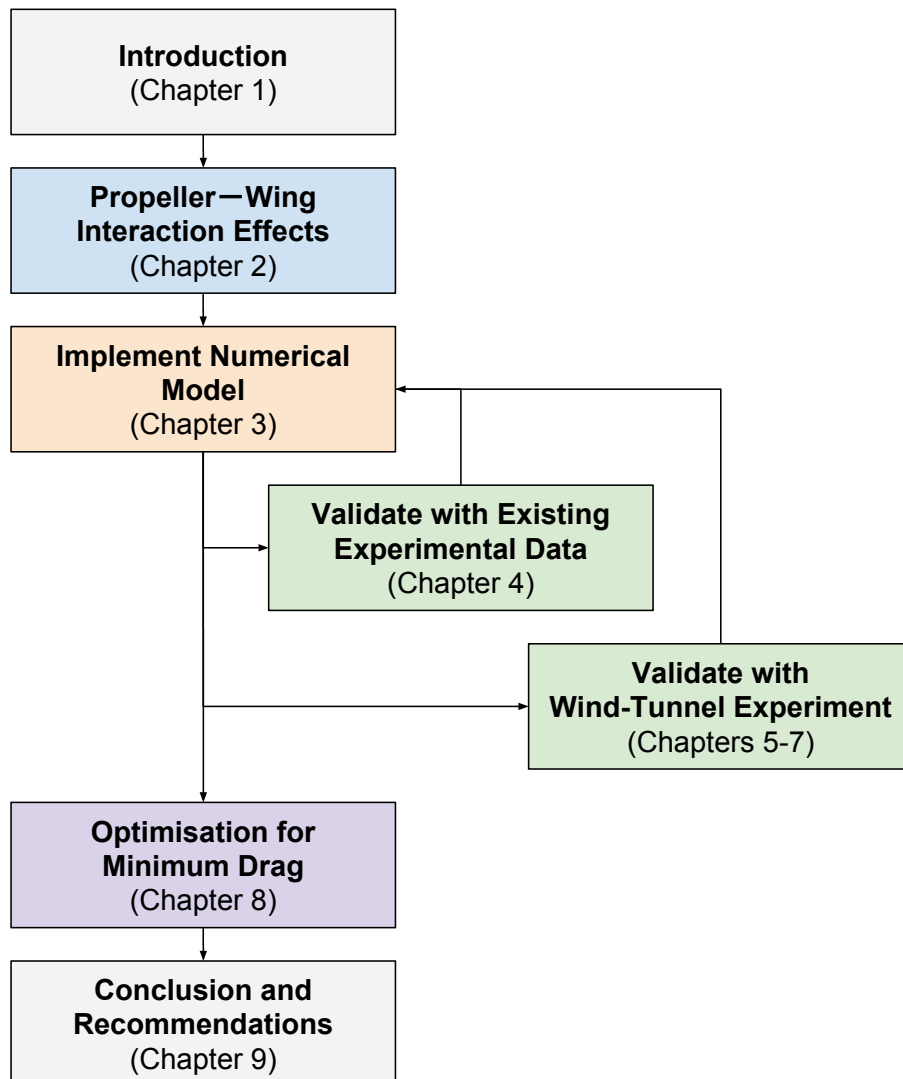 Introduction
(Chapter 1)
Propeller—Wing
Interaction Effects
(Chapter 2)
Implement Numerical
Model
(Chapter 3)
Validate with Existing
Experimental Data
(Chapter 4)
Validate with
Wind-Tunnel Experiment
(Chapters 5-7)
Optimisation for
Minimum Drag
(Chapter 8)
Conclusion and
Recommendations
(Chapter 9)